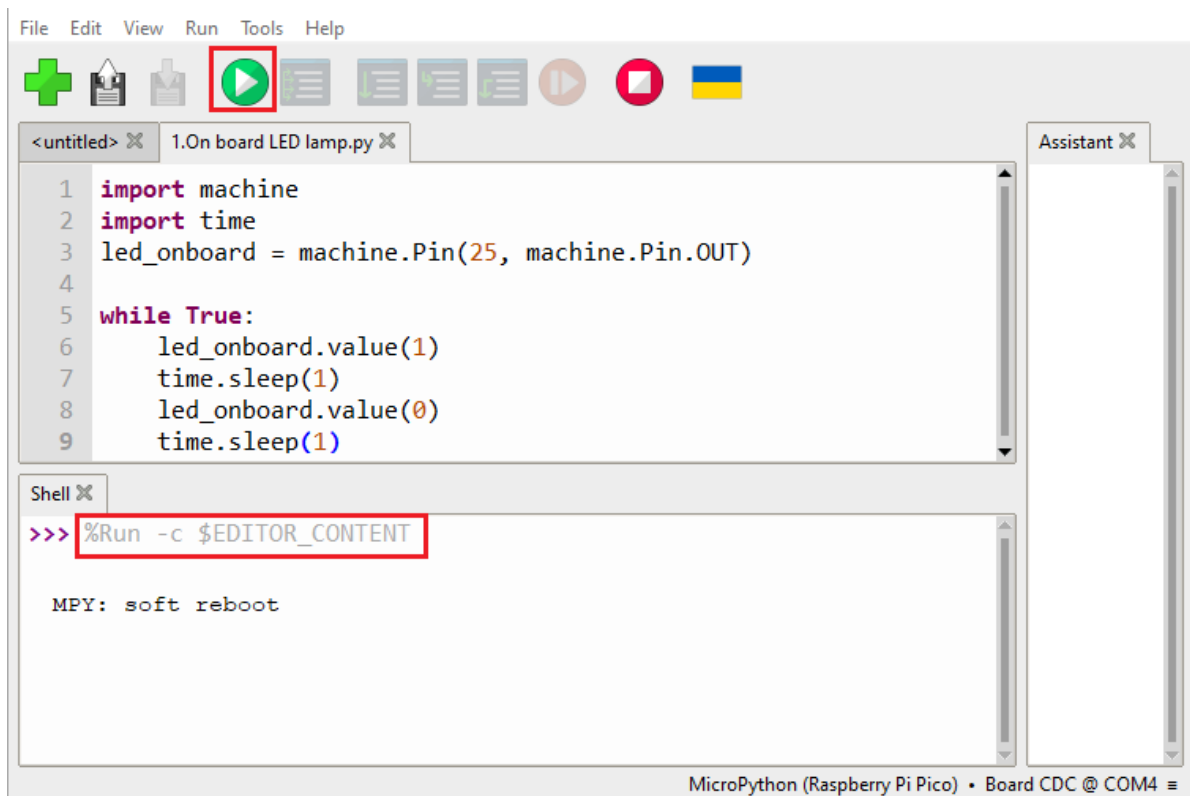 File Edit View Run Tools Help
<untitled> 1.On board LED lamp.py
Assistant
1 import machine
2 import time
3 led_onboard = machine.Pin(25, machine.Pin.OUT)
4
5 while True:
6     led_onboard.value(1)
7     time.sleep(1)
8     led_onboard.value(0)
9     time.sleep(1)
Shell
>>> %Run -c $EDITOR_CONTENT
MPY: soft reboot
MicroPython (Raspberry Pi Pico) • Board CDC @ COM4 ≡